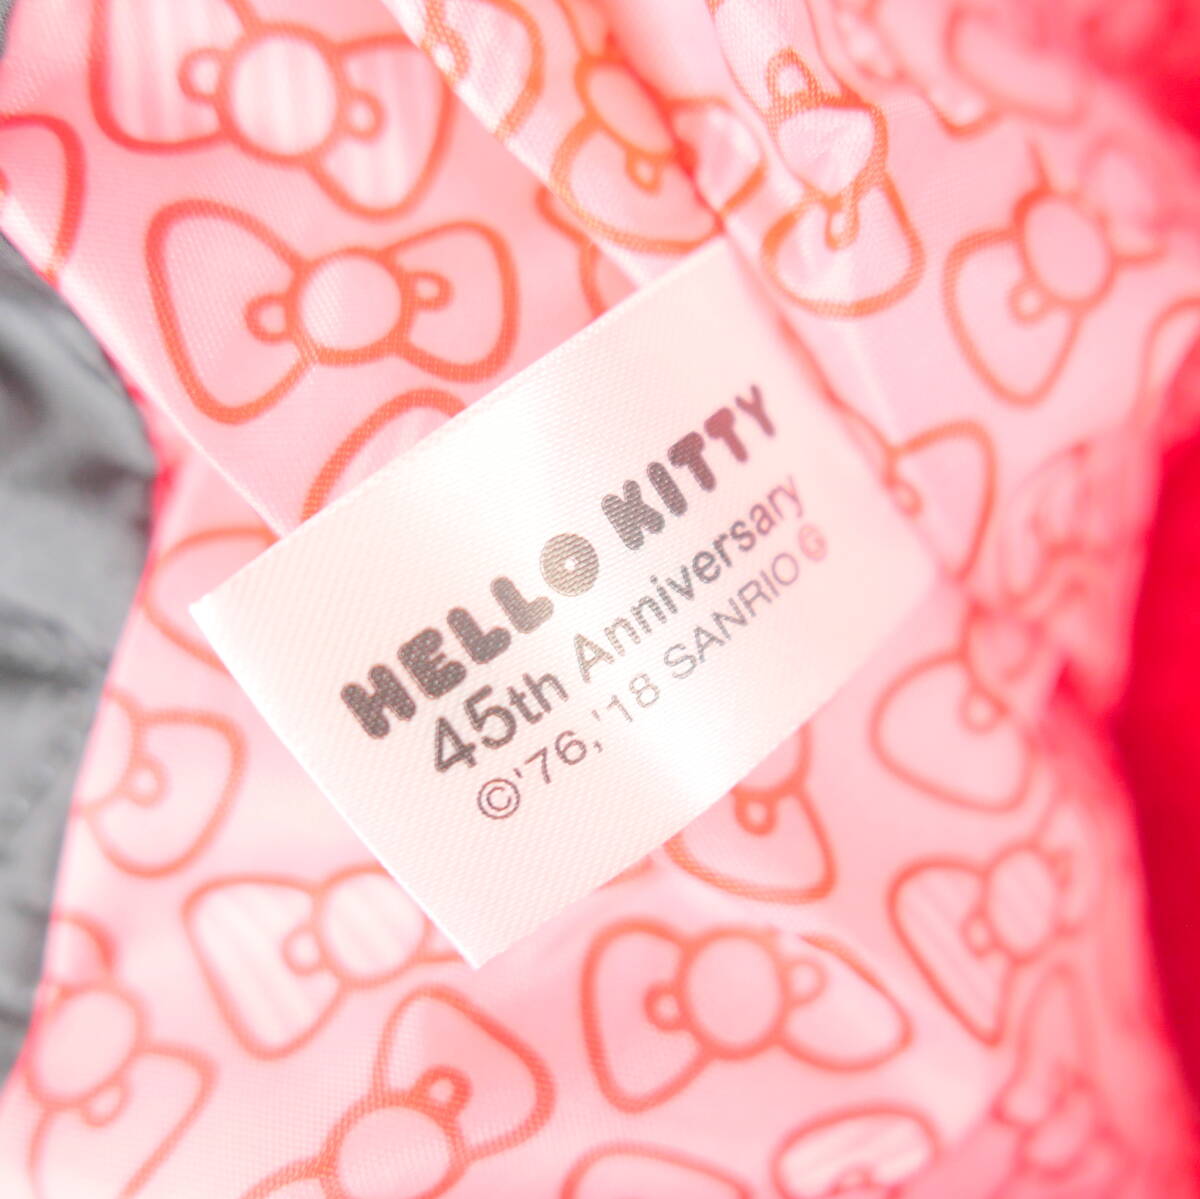 HELLO KITTY
45th Anniversary
©'76, '18 SANRIO Ⓖ